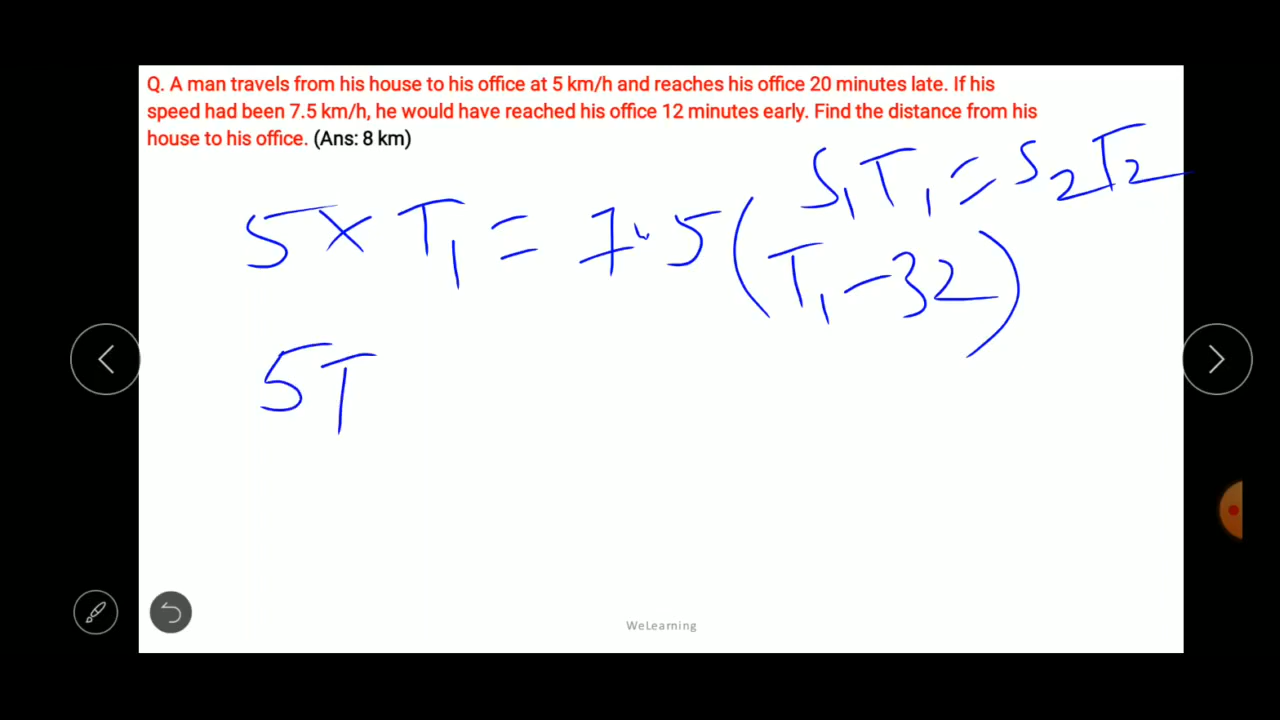 Q. A man travels from his house to his office at 5 km/h and reaches his office 20 minutes late. If his
speed had been 7.5 km/h, he would have reached his office 12 minutes early. Find the distance from his
house to his office. (Ans: 8 km)
S₁T₁ = S₂T₂
5 × T₁ = 7.5 (T₁ - 32)
5T
WeLearning